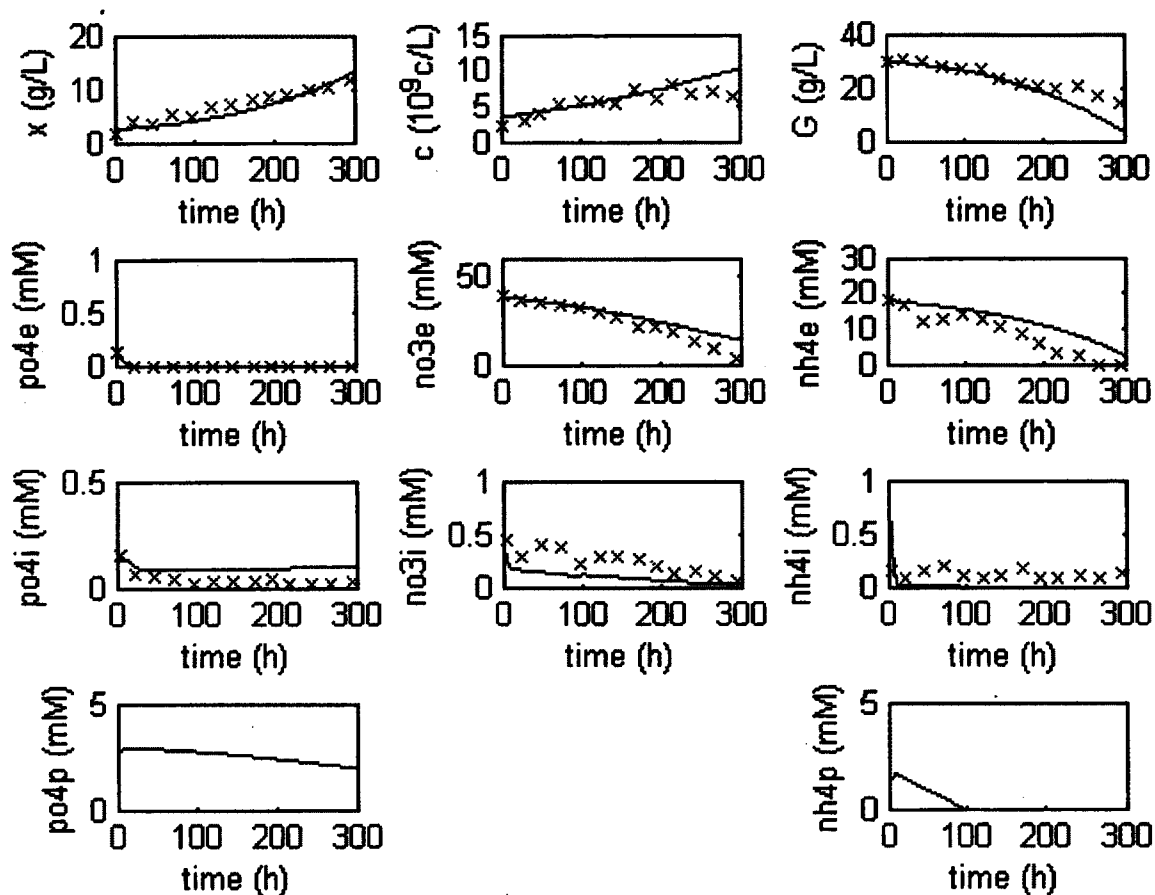 x (g/L)
20
10
0
0 100 200 300
time (h)
c (10^9c/L)
15
10
5
0
0 100 200 300
time (h)
G (g/L)
40
20
0
0 100 200 300
time (h)
po4e (mM)
1
0.5
0
0 100 200 300
time (h)
no3e (mM)
50
0
0 100 200 300
time (h)
nh4e (mM)
30
20
10
0
0 100 200 300
time (h)
po4i (mM)
0.5
0
0 100 200 300
time (h)
no3i (mM)
1
0.5
0
0 100 200 300
time (h)
nh4i (mM)
1
0.5
0
0 100 200 300
time (h)
po4p (mM)
5
0
0 100 200 300
time (h)
nh4p (mM)
5
0
0 100 200 300
time (h)